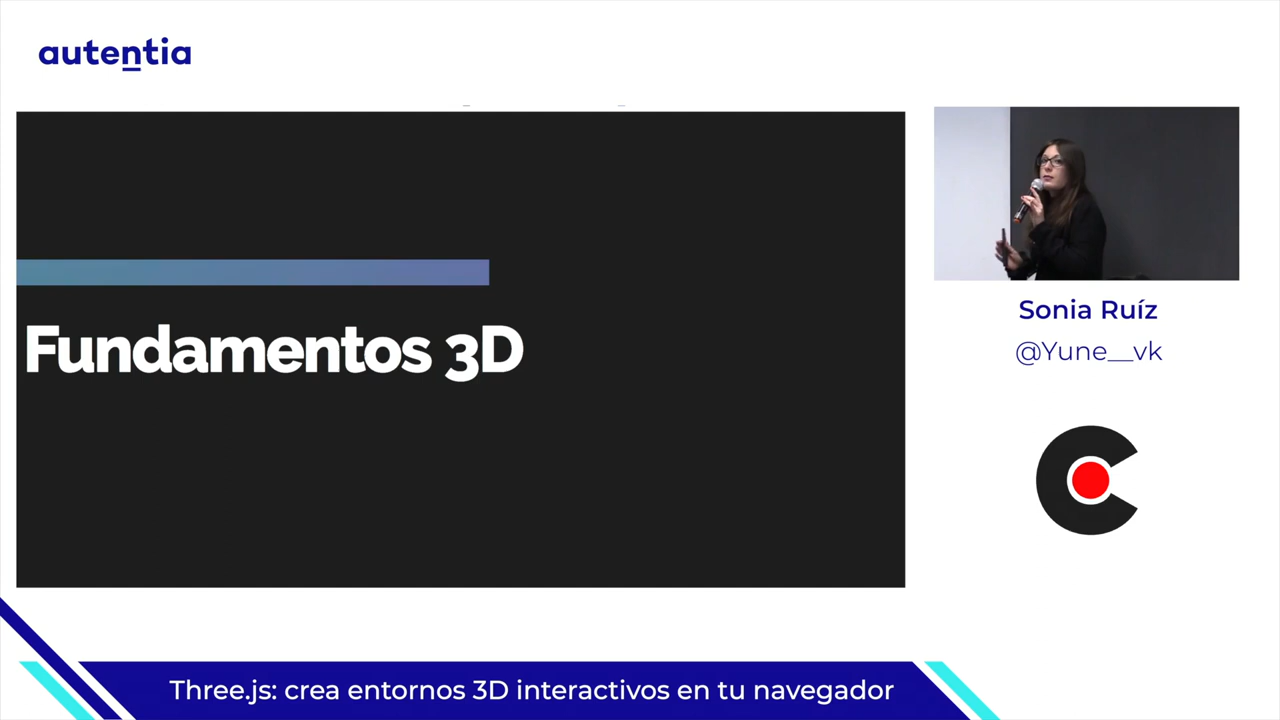 autentia
Fundamentos 3D
Sonia Ruíz
@Yune__vk
Three.js: crea entornos 3D interactivos en tu navegador